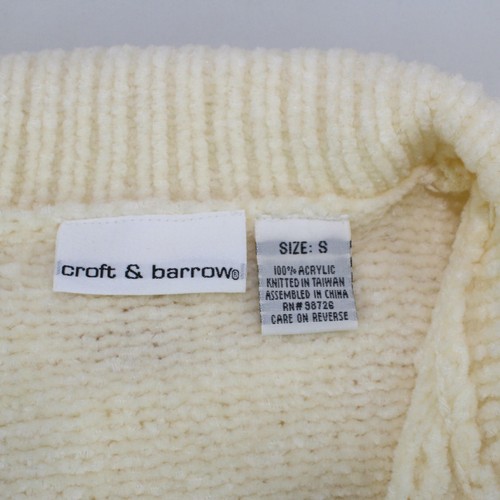 croft & barrow®
SIZE: S
100% ACRYLIC
KNITTED IN TAIWAN
ASSEMBLED IN CHINA
RN# 98726
CARE ON REVERSE